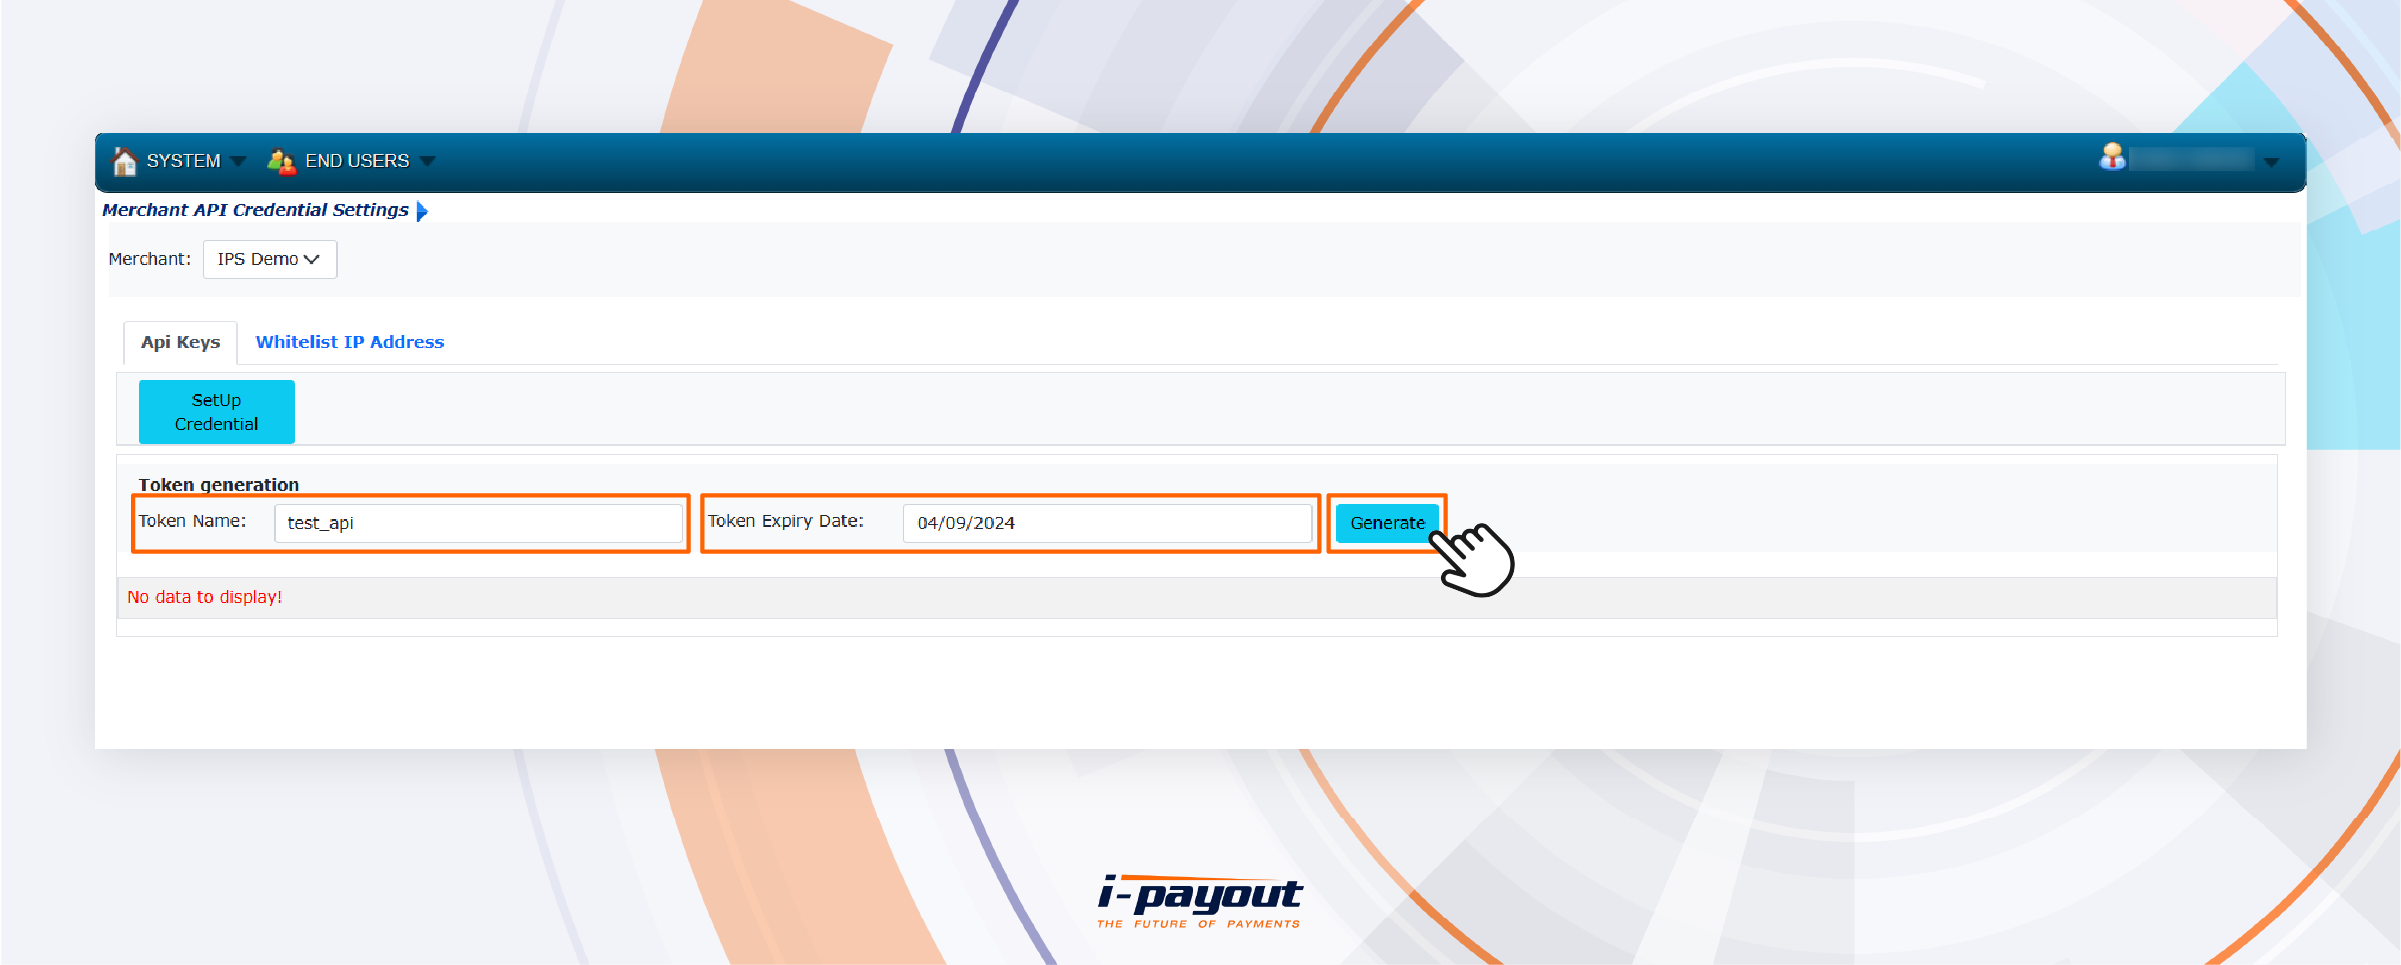 SYSTEM END USERS
Merchant API Credential Settings
Merchant: IPS Demo
Api Keys Whitelist IP Address
SetUp
Credential
Token generation
Token Name: test_api Token Expiry Date: 04/09/2024 Generate
No data to display!
i-payout
THE FUTURE OF PAYMENTS